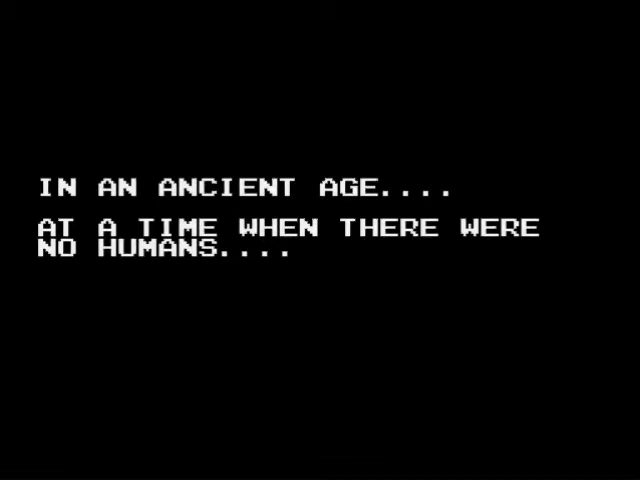 IN AN ANCIENT AGE....
AT A TIME WHEN THERE WERE
NO HUMANS....